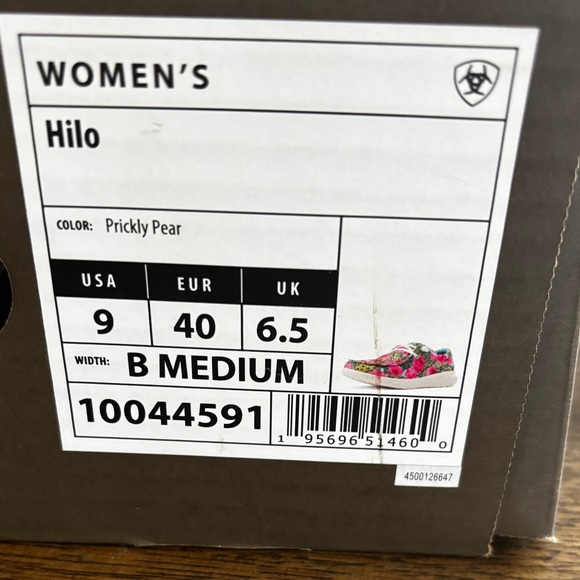 WOMEN'S
Hilo
COLOR: Prickly Pear
USA EUR UK
9 40 6.5
WIDTH: B MEDIUM
10044591
1 95696 51460 0
4500126647